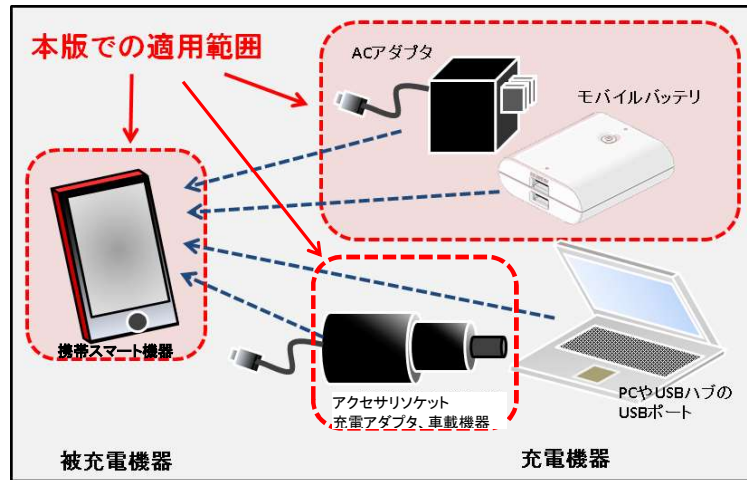 本版での適用範囲
ACアダプタ
モバイルバッテリ
携帯スマート機器
アクセサリソケット
充電アダプタ、車載機器
PCやUSBハブの
USBポート
被充電機器
充電機器